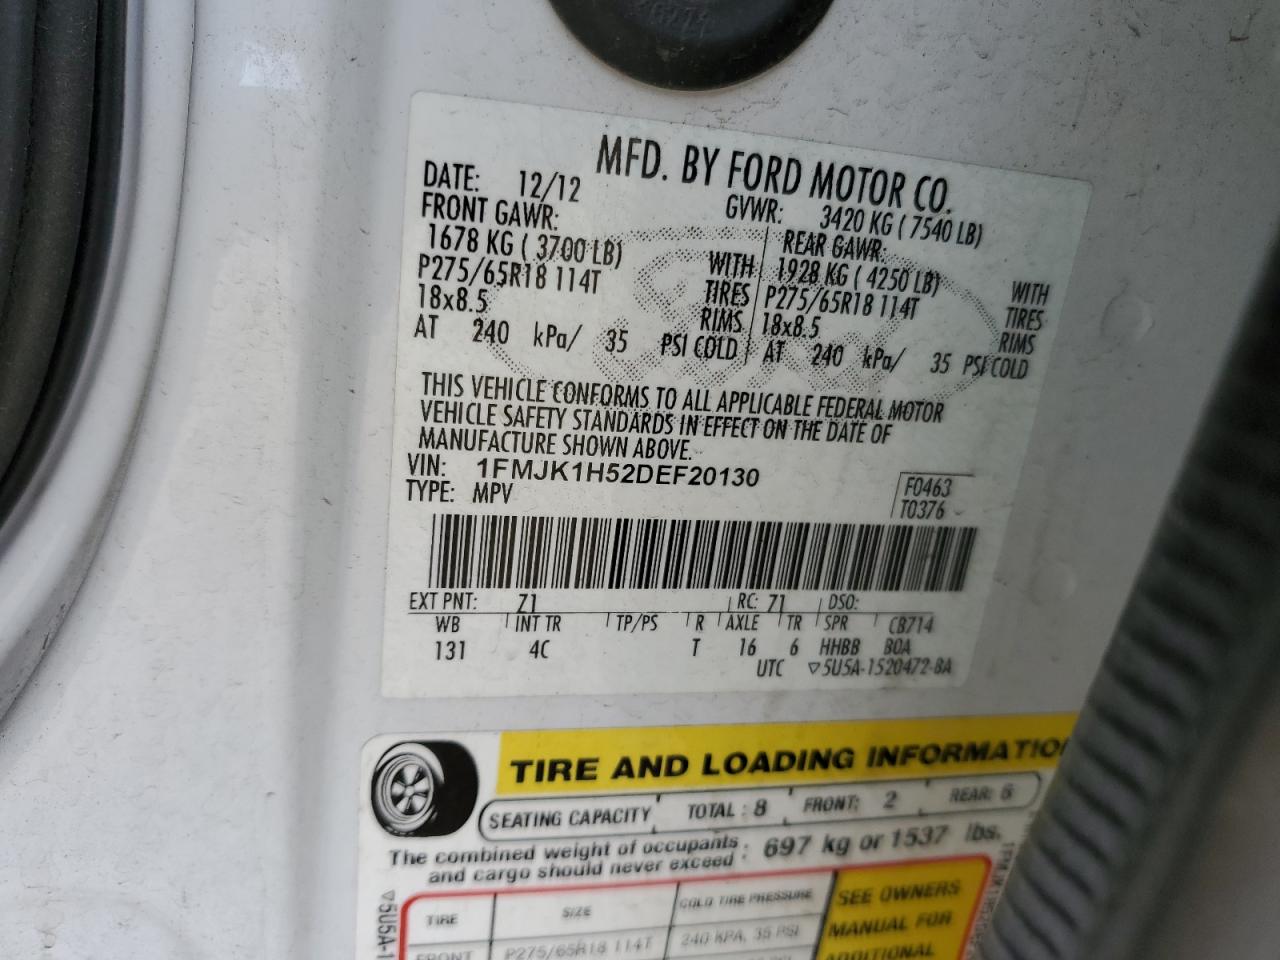 MFD. BY FORD MOTOR CO.
DATE: 12/12 GVWR: 3420 KG ( 7540 LB)
FRONT GAWR: REAR GAWR:
1678 KG ( 3700 LB) WITH 1928 KG ( 4250 LB) WITH
P275/65R18 114T TIRES P275/65R18 114T TIRES
18x8.5 RIMS 18x8.5 RIMS
AT 240 kPa/ 35 PSI COLD AT 240 kPa/ 35 PSI COLD
THIS VEHICLE CONFORMS TO ALL APPLICABLE FEDERAL MOTOR
VEHICLE SAFETY STANDARDS IN EFFECT ON THE DATE OF
MANUFACTURE SHOWN ABOVE.
VIN: 1FMJK1H52DEF20130
TYPE: MPV
F0463
T0376
EXT PNT: Z1 RC: 71 DSO:
WB INT TR TP/PS R AXLE TR SPR CB714
131 4C T 16 6 HHBB BOA
UTC ▽5U5A-1520472-BA
TIRE AND LOADING INFORMATIO
SEATING CAPACITY TOTAL : 8 FRONT: 2 REAR: 6
The combined weight of occupants and cargo should never exceed : 697 kg or 1537 lbs.
TIRE SIZE COLD TIRE PRESSURE
FRONT P275/65R18 114T 240 KPA, 35 PSI
SEE OWNERS
MANUAL FOR
ADDITIONAL
▽5U5A-1